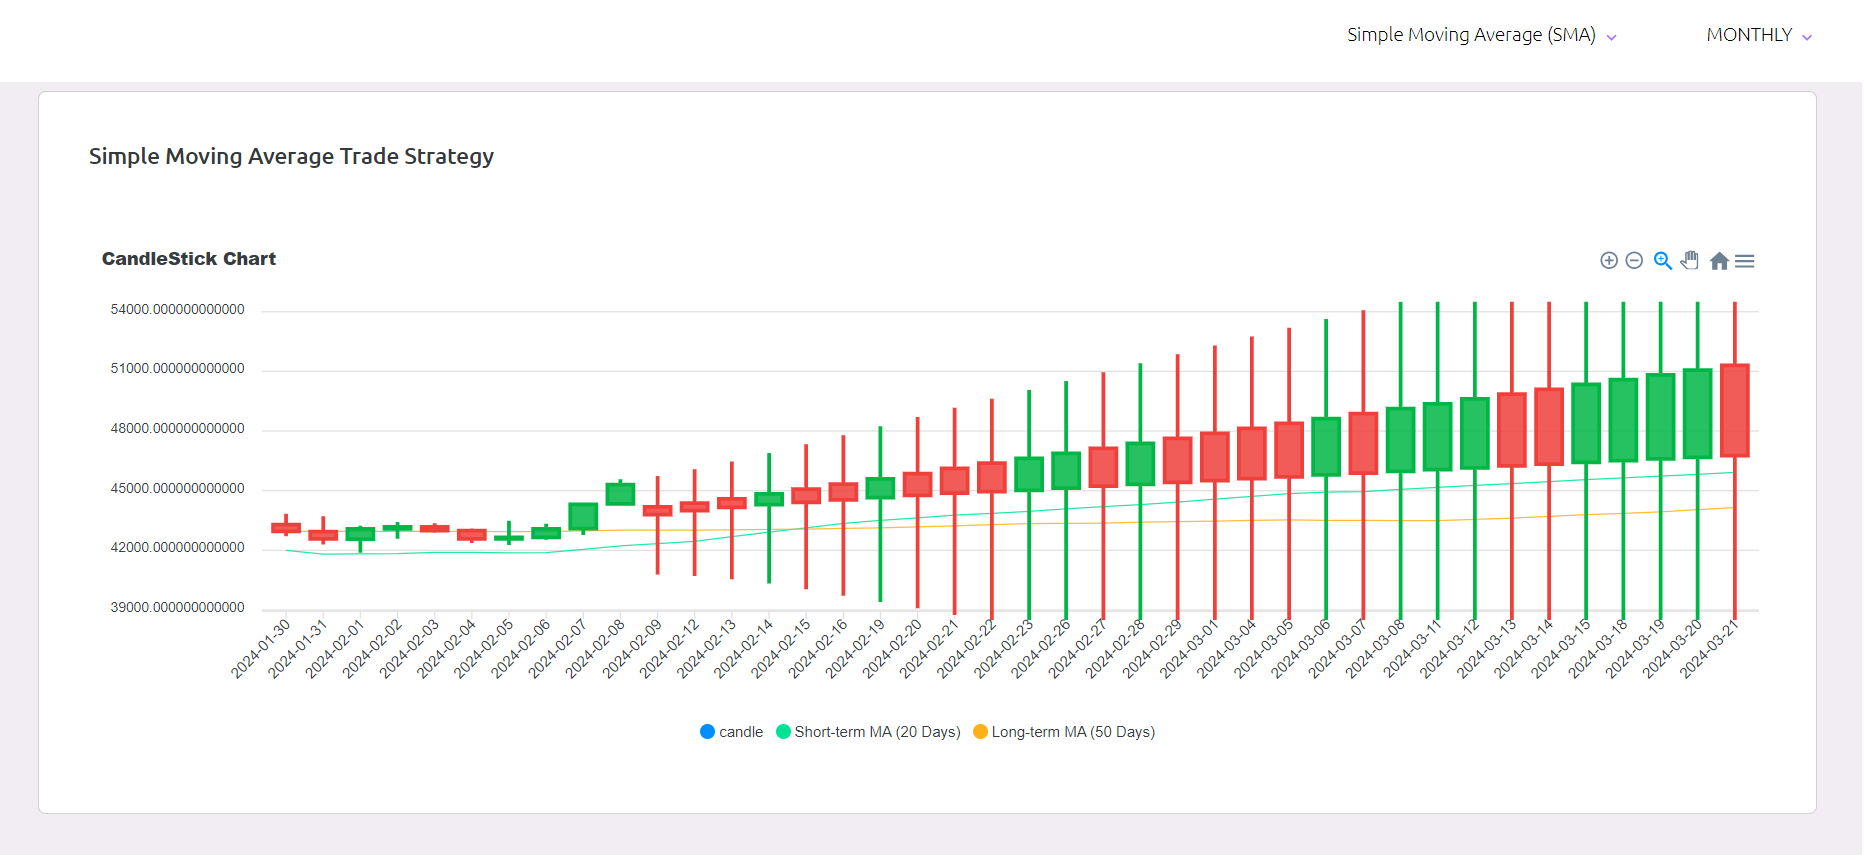 Simple Moving Average (SMA) MONTHLY
Simple Moving Average Trade Strategy
CandleStick Chart
54000.000000000000
51000.000000000000
48000.000000000000
45000.000000000000
42000.000000000000
39000.000000000000
2024-01-30 2024-01-31 2024-02-01 2024-02-02 2024-02-03 2024-02-04 2024-02-05 2024-02-06 2024-02-07 2024-02-08 2024-02-09 2024-02-12 2024-02-13 2024-02-14 2024-02-15 2024-02-16 2024-02-19 2024-02-20 2024-02-21 2024-02-22 2024-02-23 2024-02-26 2024-02-27 2024-02-28 2024-02-29 2024-03-01 2024-03-04 2024-03-05 2024-03-06 2024-03-07 2024-03-08 2024-03-11 2024-03-12 2024-03-13 2024-03-14 2024-03-15 2024-03-18 2024-03-19 2024-03-20 2024-03-21
candle Short-term MA (20 Days) Long-term MA (50 Days)